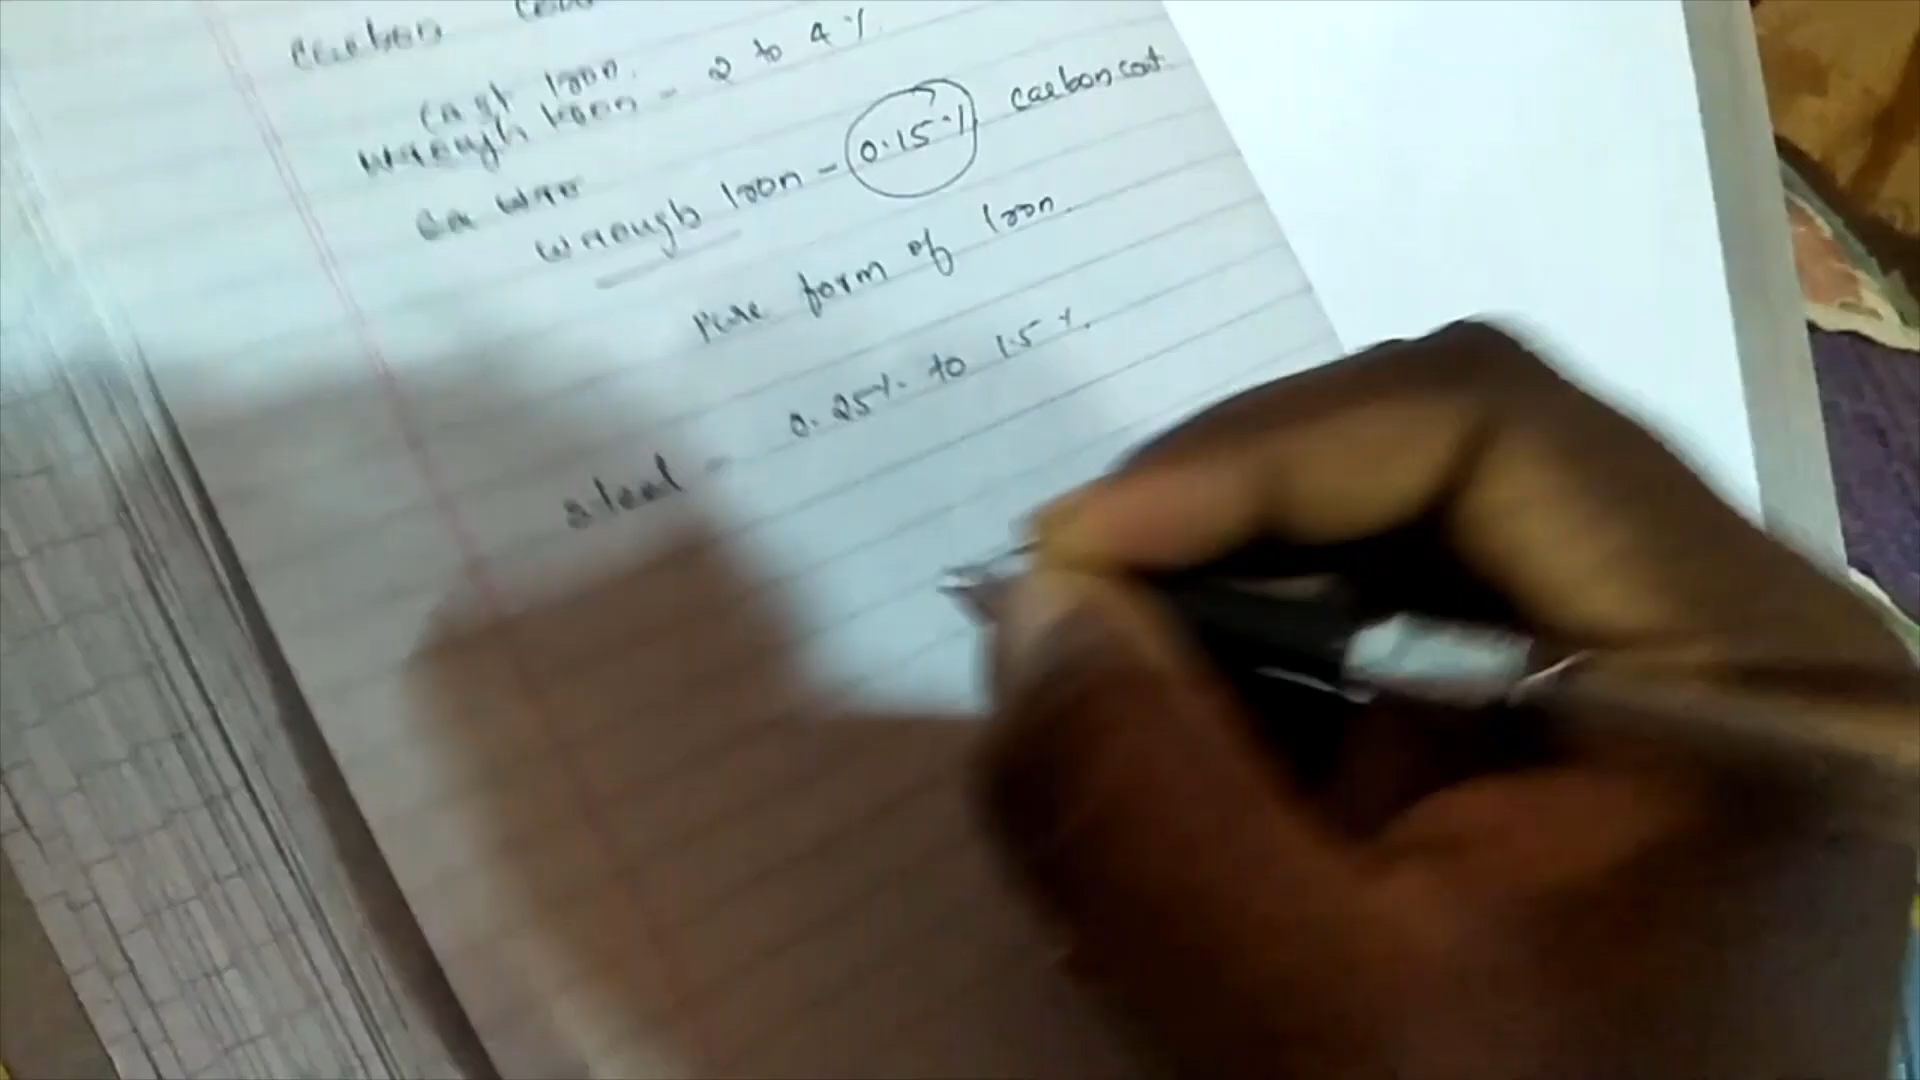 Carbon
Cast Iron.
Wrough Iron - 2 to 4 %
Wrough Iron - 0.15 % carbon cont.
Pure form of Iron.
Steel - 0.25% to 1.5 %.